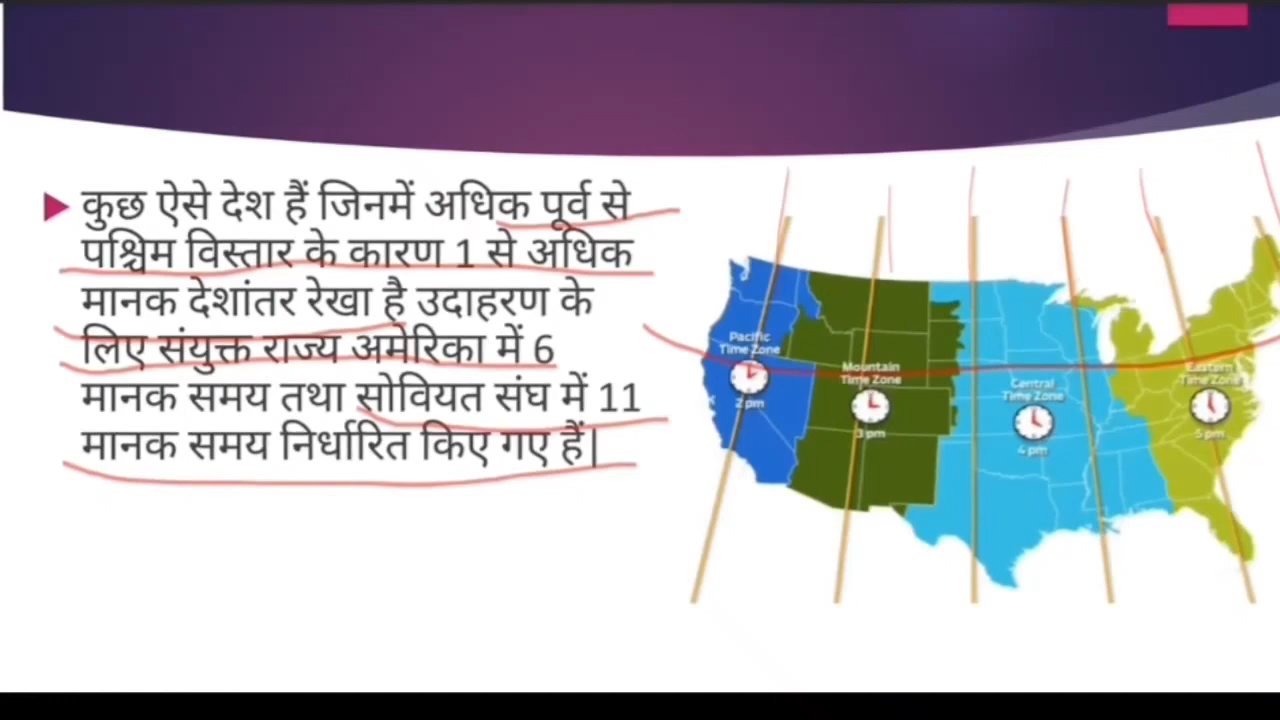 कुछ ऐसे देश हैं जिनमें अधिक पूर्व से
पश्चिम विस्तार के कारण 1 से अधिक
मानक देशांतर रेखा है उदाहरण के
लिए संयुक्त राज्य अमेरिका में 6
मानक समय तथा सोवियत संघ में 11
मानक समय निर्धारित किए गए हैं|
Pacific
Time Zone
2 pm
Mountain
Time Zone
3 pm
Central
Time Zone
4 pm
Eastern
Time Zone
5 pm